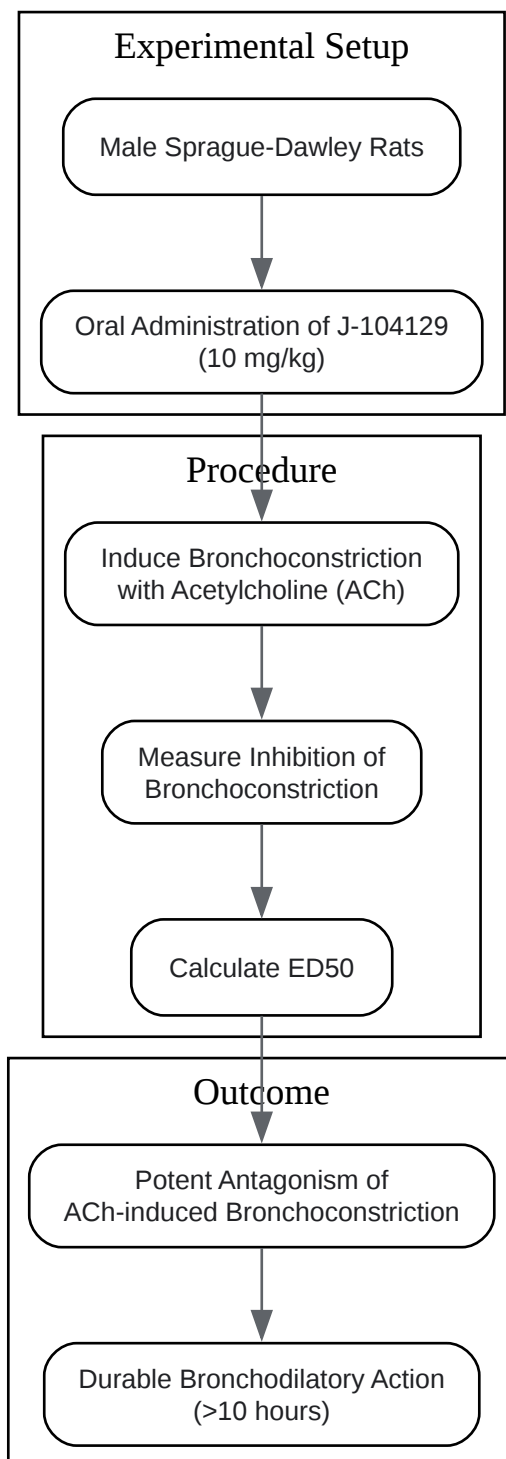 Experimental Setup
Male Sprague-Dawley Rats
Oral Administration of J-104129
(10 mg/kg)
Procedure
Induce Bronchoconstriction
with Acetylcholine (ACh)
Measure Inhibition of
Bronchoconstriction
Calculate ED50
Outcome
Potent Antagonism of
ACh-induced Bronchoconstriction
Durable Bronchodilatory Action
(>10 hours)